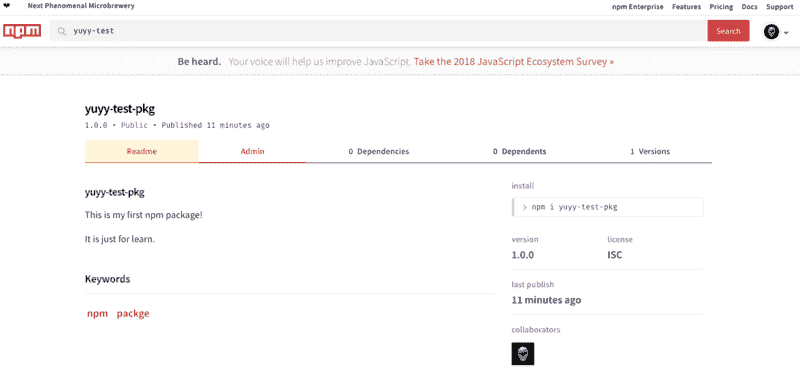 ❤ Next Phenomenal Microbrewery npm Enterprise Features Pricing Docs Support
npm yuyy-test Search
Be heard. Your voice will help us improve JavaScript. Take the 2018 JavaScript Ecosystem Survey »
yuyy-test-pkg
1.0.0 • Public • Published 11 minutes ago
Readme Admin 0 Dependencies 0 Dependents 1 Versions
yuyy-test-pkg
This is my first npm package!
It is just for learn.
Keywords
npm packge
install
> npm i yuyy-test-pkg
version license
1.0.0 ISC
last publish
11 minutes ago
collaborators